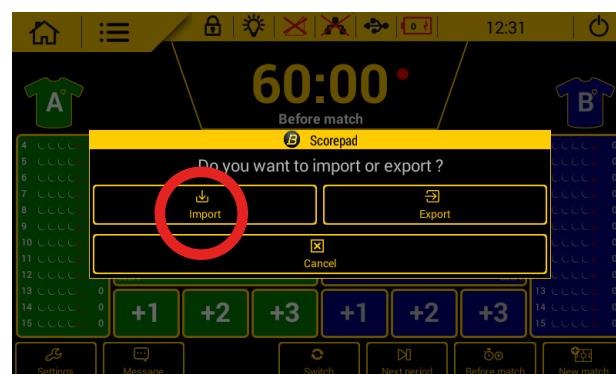 12:31
A
60:00
B
Before match
B Scorepad
Do you want to import or export ?
Import
Export
Cancel
4
5
6
7
8
9
10
11
12
13 0 13
14 0 14
15 0 15
+1 +2 +3 +1 +2 +3
Settings
Message
Switch
Next period
Before match
New match